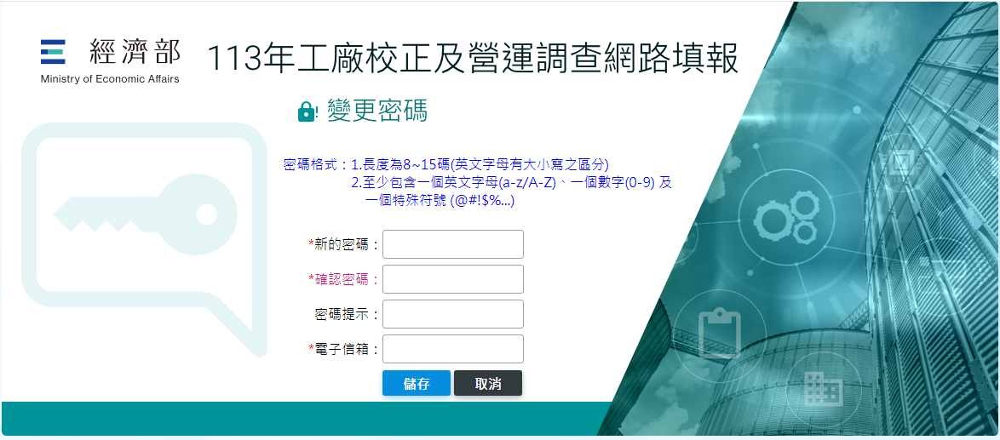 經濟部
Ministry of Economic Affairs
113年工廠校正及營運調查網路填報
變更密碼
密碼格式：1.長度為8~15碼(英文字母有大小寫之區分)
2.至少包含一個英文字母(a-z/A-Z)、一個數字(0-9) 及
一個特殊符號 (@#!$%...)
*新的密碼：
*確認密碼：
密碼提示：
*電子信箱：
儲存 取消